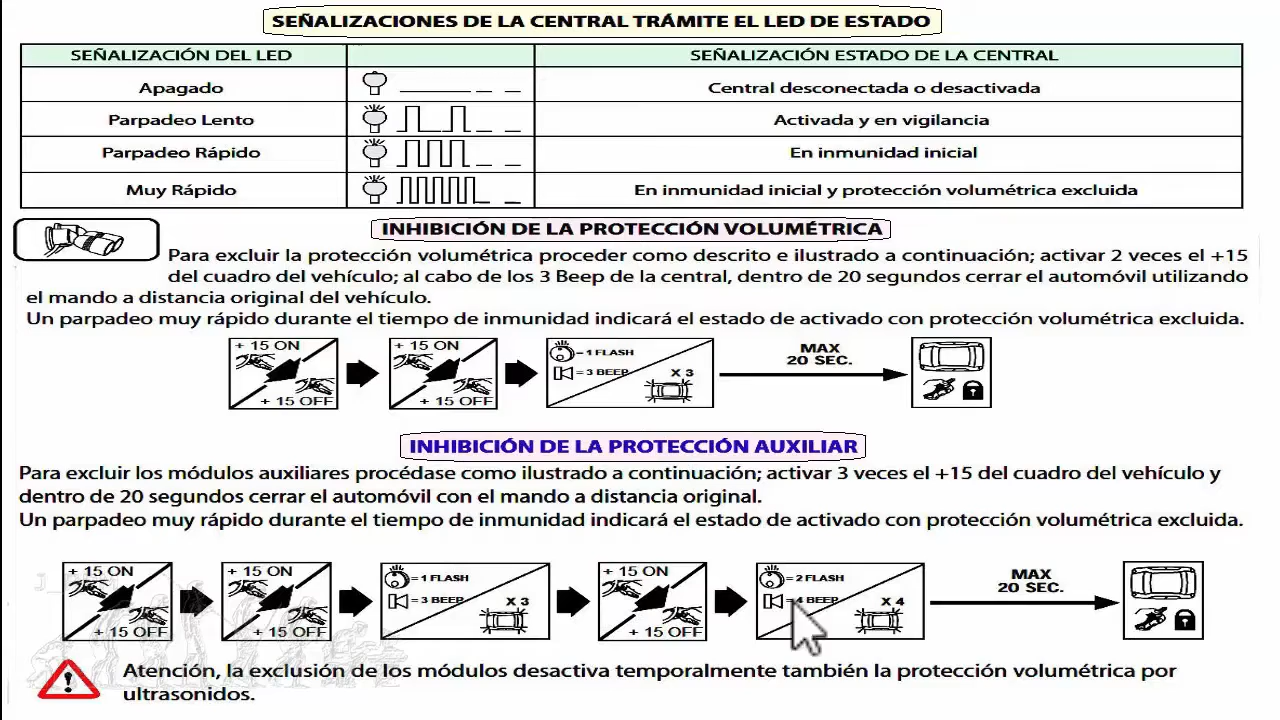 SEÑALIZACIONES DE LA CENTRAL TRÁMITE EL LED DE ESTADO
SEÑALIZACIÓN DEL LED SEÑALIZACIÓN ESTADO DE LA CENTRAL
Apagado Central desconectada o desactivada
Parpadeo Lento Activada y en vigilancia
Parpadeo Rápido En inmunidad inicial
Muy Rápido En inmunidad inicial y protección volumétrica excluida
INHIBICIÓN DE LA PROTECCIÓN VOLUMÉTRICA
Para excluir la protección volumétrica proceder como descrito e ilustrado a continuación; activar 2 veces el +15
del cuadro del vehículo; al cabo de los 3 Beep de la central, dentro de 20 segundos cerrar el automóvil utilizando
el mando a distancia original del vehículo.
Un parpadeo muy rápido durante el tiempo de inmunidad indicará el estado de activado con protección volumétrica excluida.
+ 15 ON
+ 15 OFF
+ 15 ON
+ 15 OFF
= 1 FLASH
= 3 BEEP
X 3
MAX
20 SEC.
INHIBICIÓN DE LA PROTECCIÓN AUXILIAR
Para excluir los módulos auxiliares procédase como ilustrado a continuación; activar 3 veces el +15 del cuadro del vehículo y
dentro de 20 segundos cerrar el automóvil con el mando a distancia original.
Un parpadeo muy rápido durante el tiempo de inmunidad indicará el estado de activado con protección volumétrica excluida.
+ 15 ON
+ 15 OFF
+ 15 ON
+ 15 OFF
= 1 FLASH
= 3 BEEP
X 3
+ 15 ON
+ 15 OFF
= 2 FLASH
= 4 BEEP
X 4
MAX
20 SEC.
Atención, la exclusión de los módulos desactiva temporalmente también la protección volumétrica por
ultrasonidos.